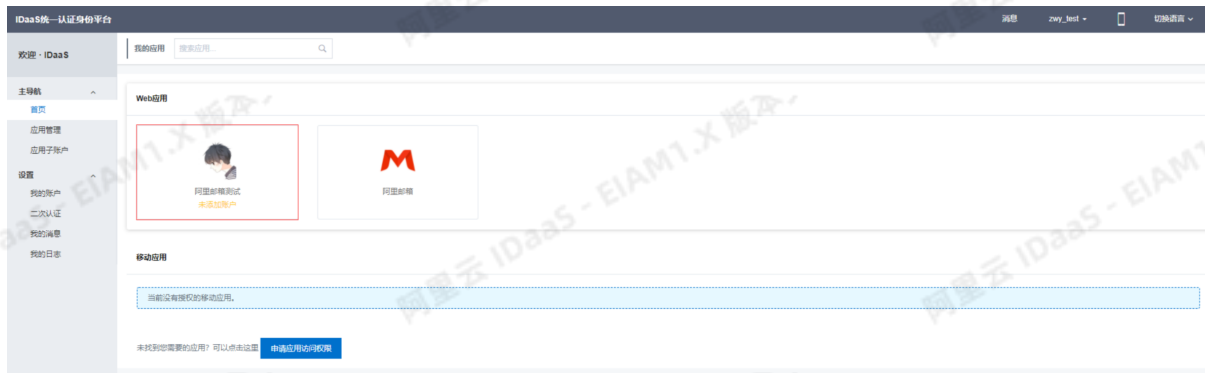 IDaaS统一认证身份平台 消息 zwy_test 切换语言
欢迎 - IDaaS
我的应用 搜索应用...
主导航
首页
应用管理
应用子账户
设置
我的账户
二次认证
我的消息
我的日志
Web应用
阿里邮箱测试
未添加账户
阿里邮箱
移动应用
当前没有授权的移动应用。
未找到您需要的应用？可以点击这里 申请应用访问权限
阿里云 IDaaS - EIAM1.X 版本
阿里云 IDaaS - EIAM1